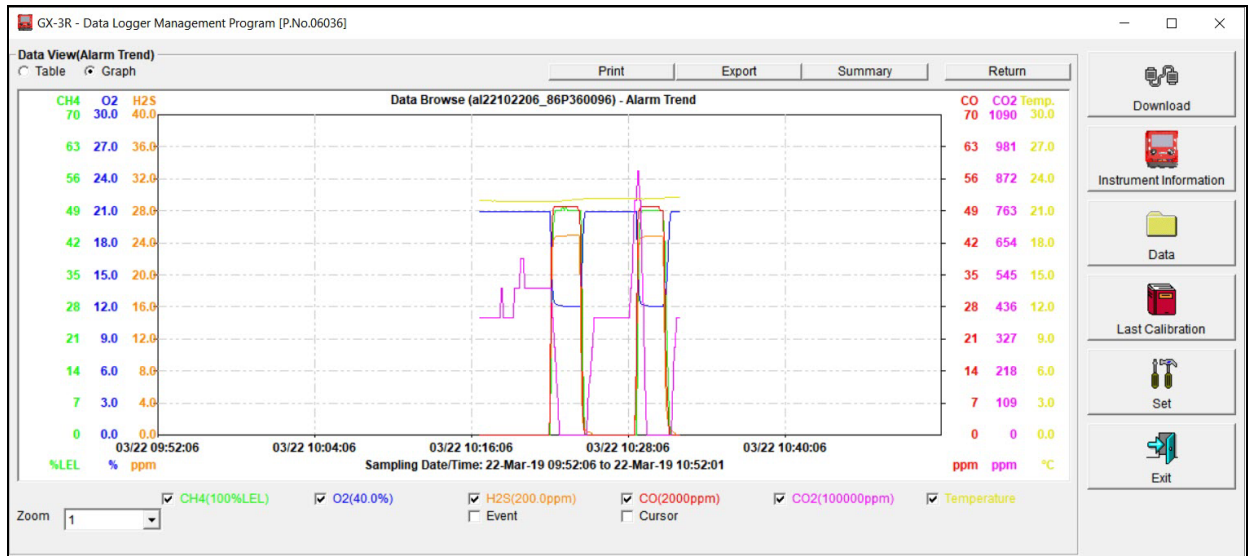 GX-3R - Data Logger Management Program [P.No.06036]
Data View(Alarm Trend)
Table Graph Print Export Summary Return
CH4 O2 H2S Data Browse (al22102206_86P360096) - Alarm Trend CO CO2 Temp.
70 30.0 40.0 70 1090 30.0
63 27.0 36.0 63 981 27.0
56 24.0 32.0 56 872 24.0
49 21.0 28.0 49 763 21.0
42 18.0 24.0 42 654 18.0
35 15.0 20.0 35 545 15.0
28 12.0 16.0 28 436 12.0
21 9.0 12.0 21 327 9.0
14 6.0 8.0 14 218 6.0
7 3.0 4.0 7 109 3.0
0 0.0 0.0 0 0 0.0
03/22 09:52:06 03/22 10:04:06 03/22 10:16:06 03/22 10:28:06 03/22 10:40:06
%LEL % ppm Sampling Date/Time: 22-Mar-19 09:52:06 to 22-Mar-19 10:52:01 ppm ppm °C
CH4(100%LEL) O2(40.0%) H2S(200.0ppm) CO(2000ppm) CO2(100000ppm) Temperature
Zoom 1 Event Cursor
Download
Instrument Information
Data
Last Calibration
Set
Exit